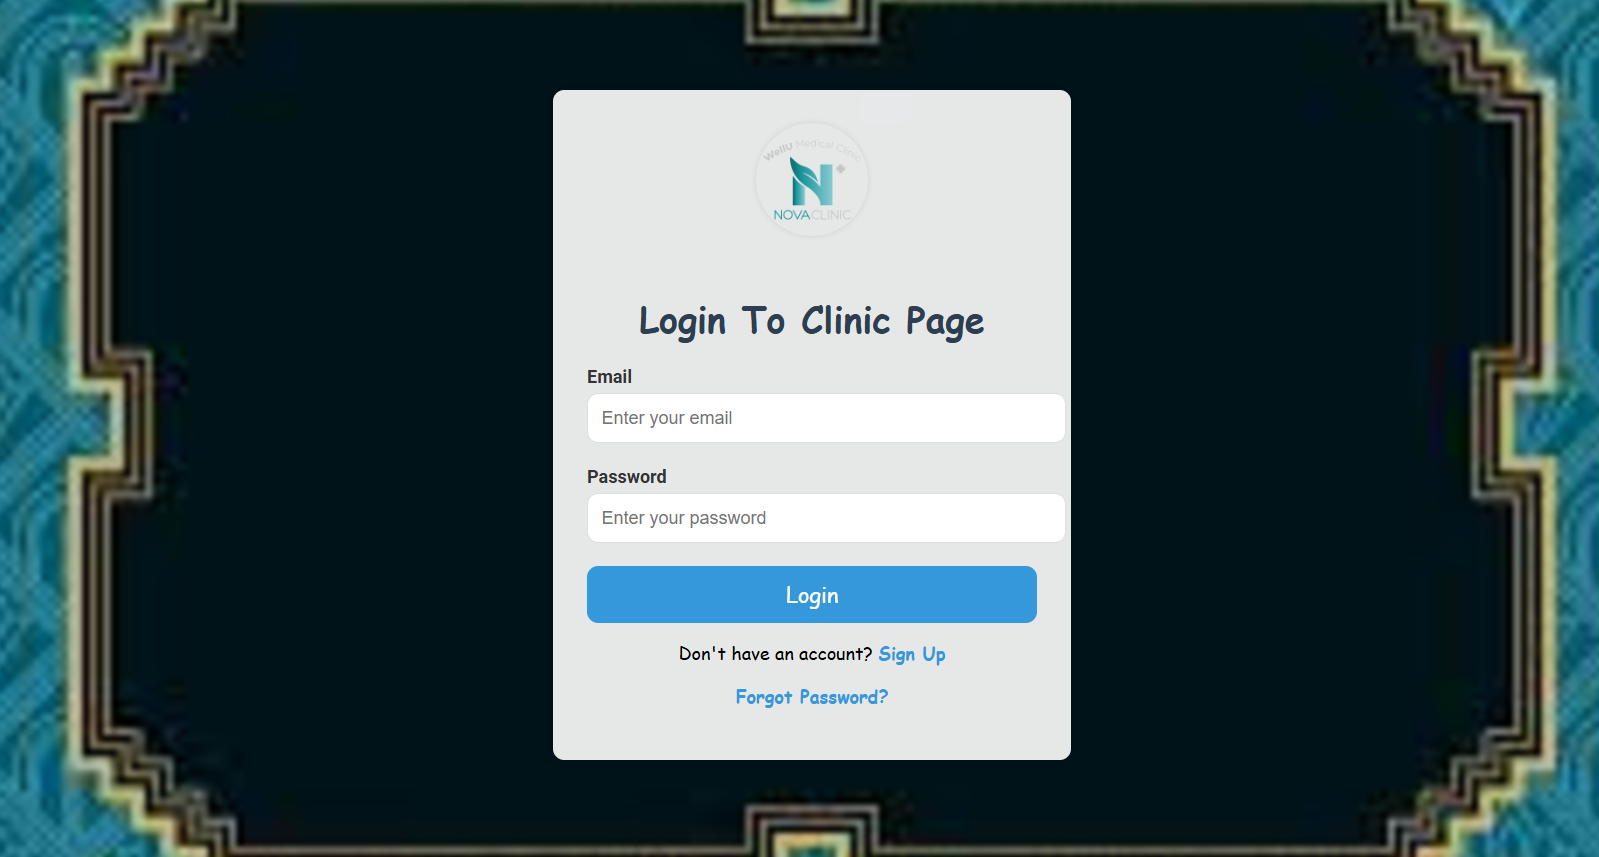 WellU Medical Clinic
N
NOVACLINIC
Login To Clinic Page
Email
Enter your email
Password
Enter your password
Login
Don't have an account? Sign Up
Forgot Password?